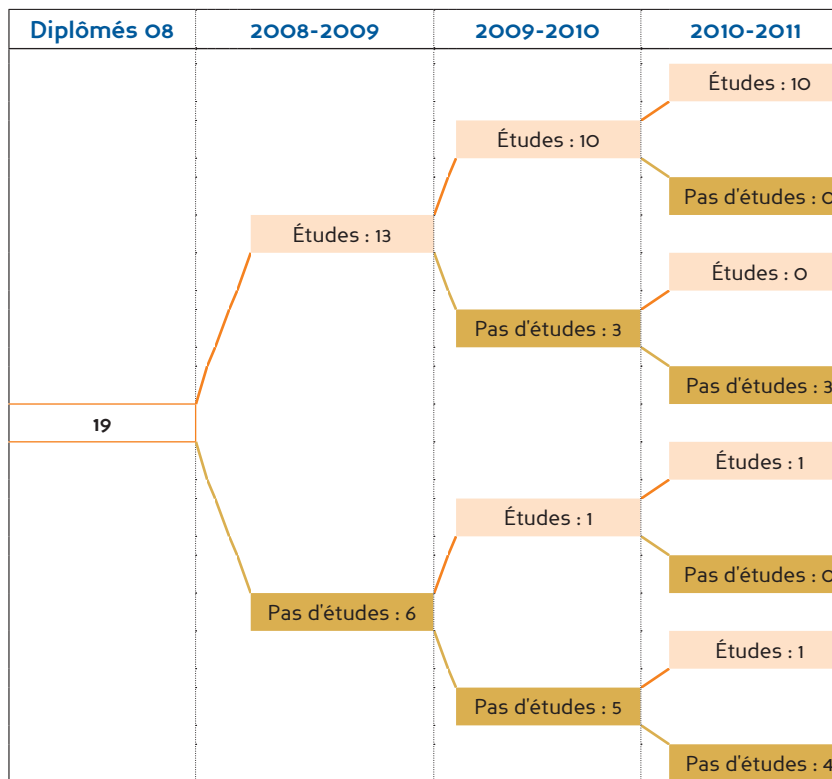 Diplômés 08 2008-2009 2009-2010 2010-2011
Études : 10
Études : 10
Pas d'études : 0
Études : 13
Études : 0
Pas d'études : 3
Pas d'études : 3
19
Études : 1
Études : 1
Pas d'études : 0
Pas d'études : 6
Études : 1
Pas d'études : 5
Pas d'études : 4